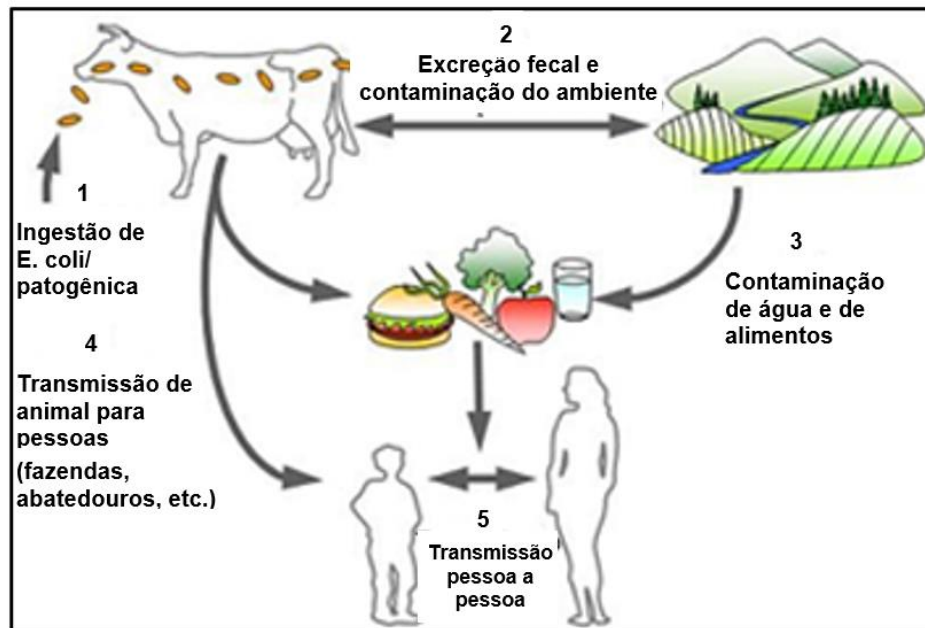 2
Excreção fecal e
contaminação do ambiente
1
Ingestão de
E. coli/
patogênica
3
Contaminação
de água e de
alimentos
4
Transmissão de
animal para
pessoas
(fazendas,
abatedouros, etc.)
5
Transmissão
pessoa a
pessoa